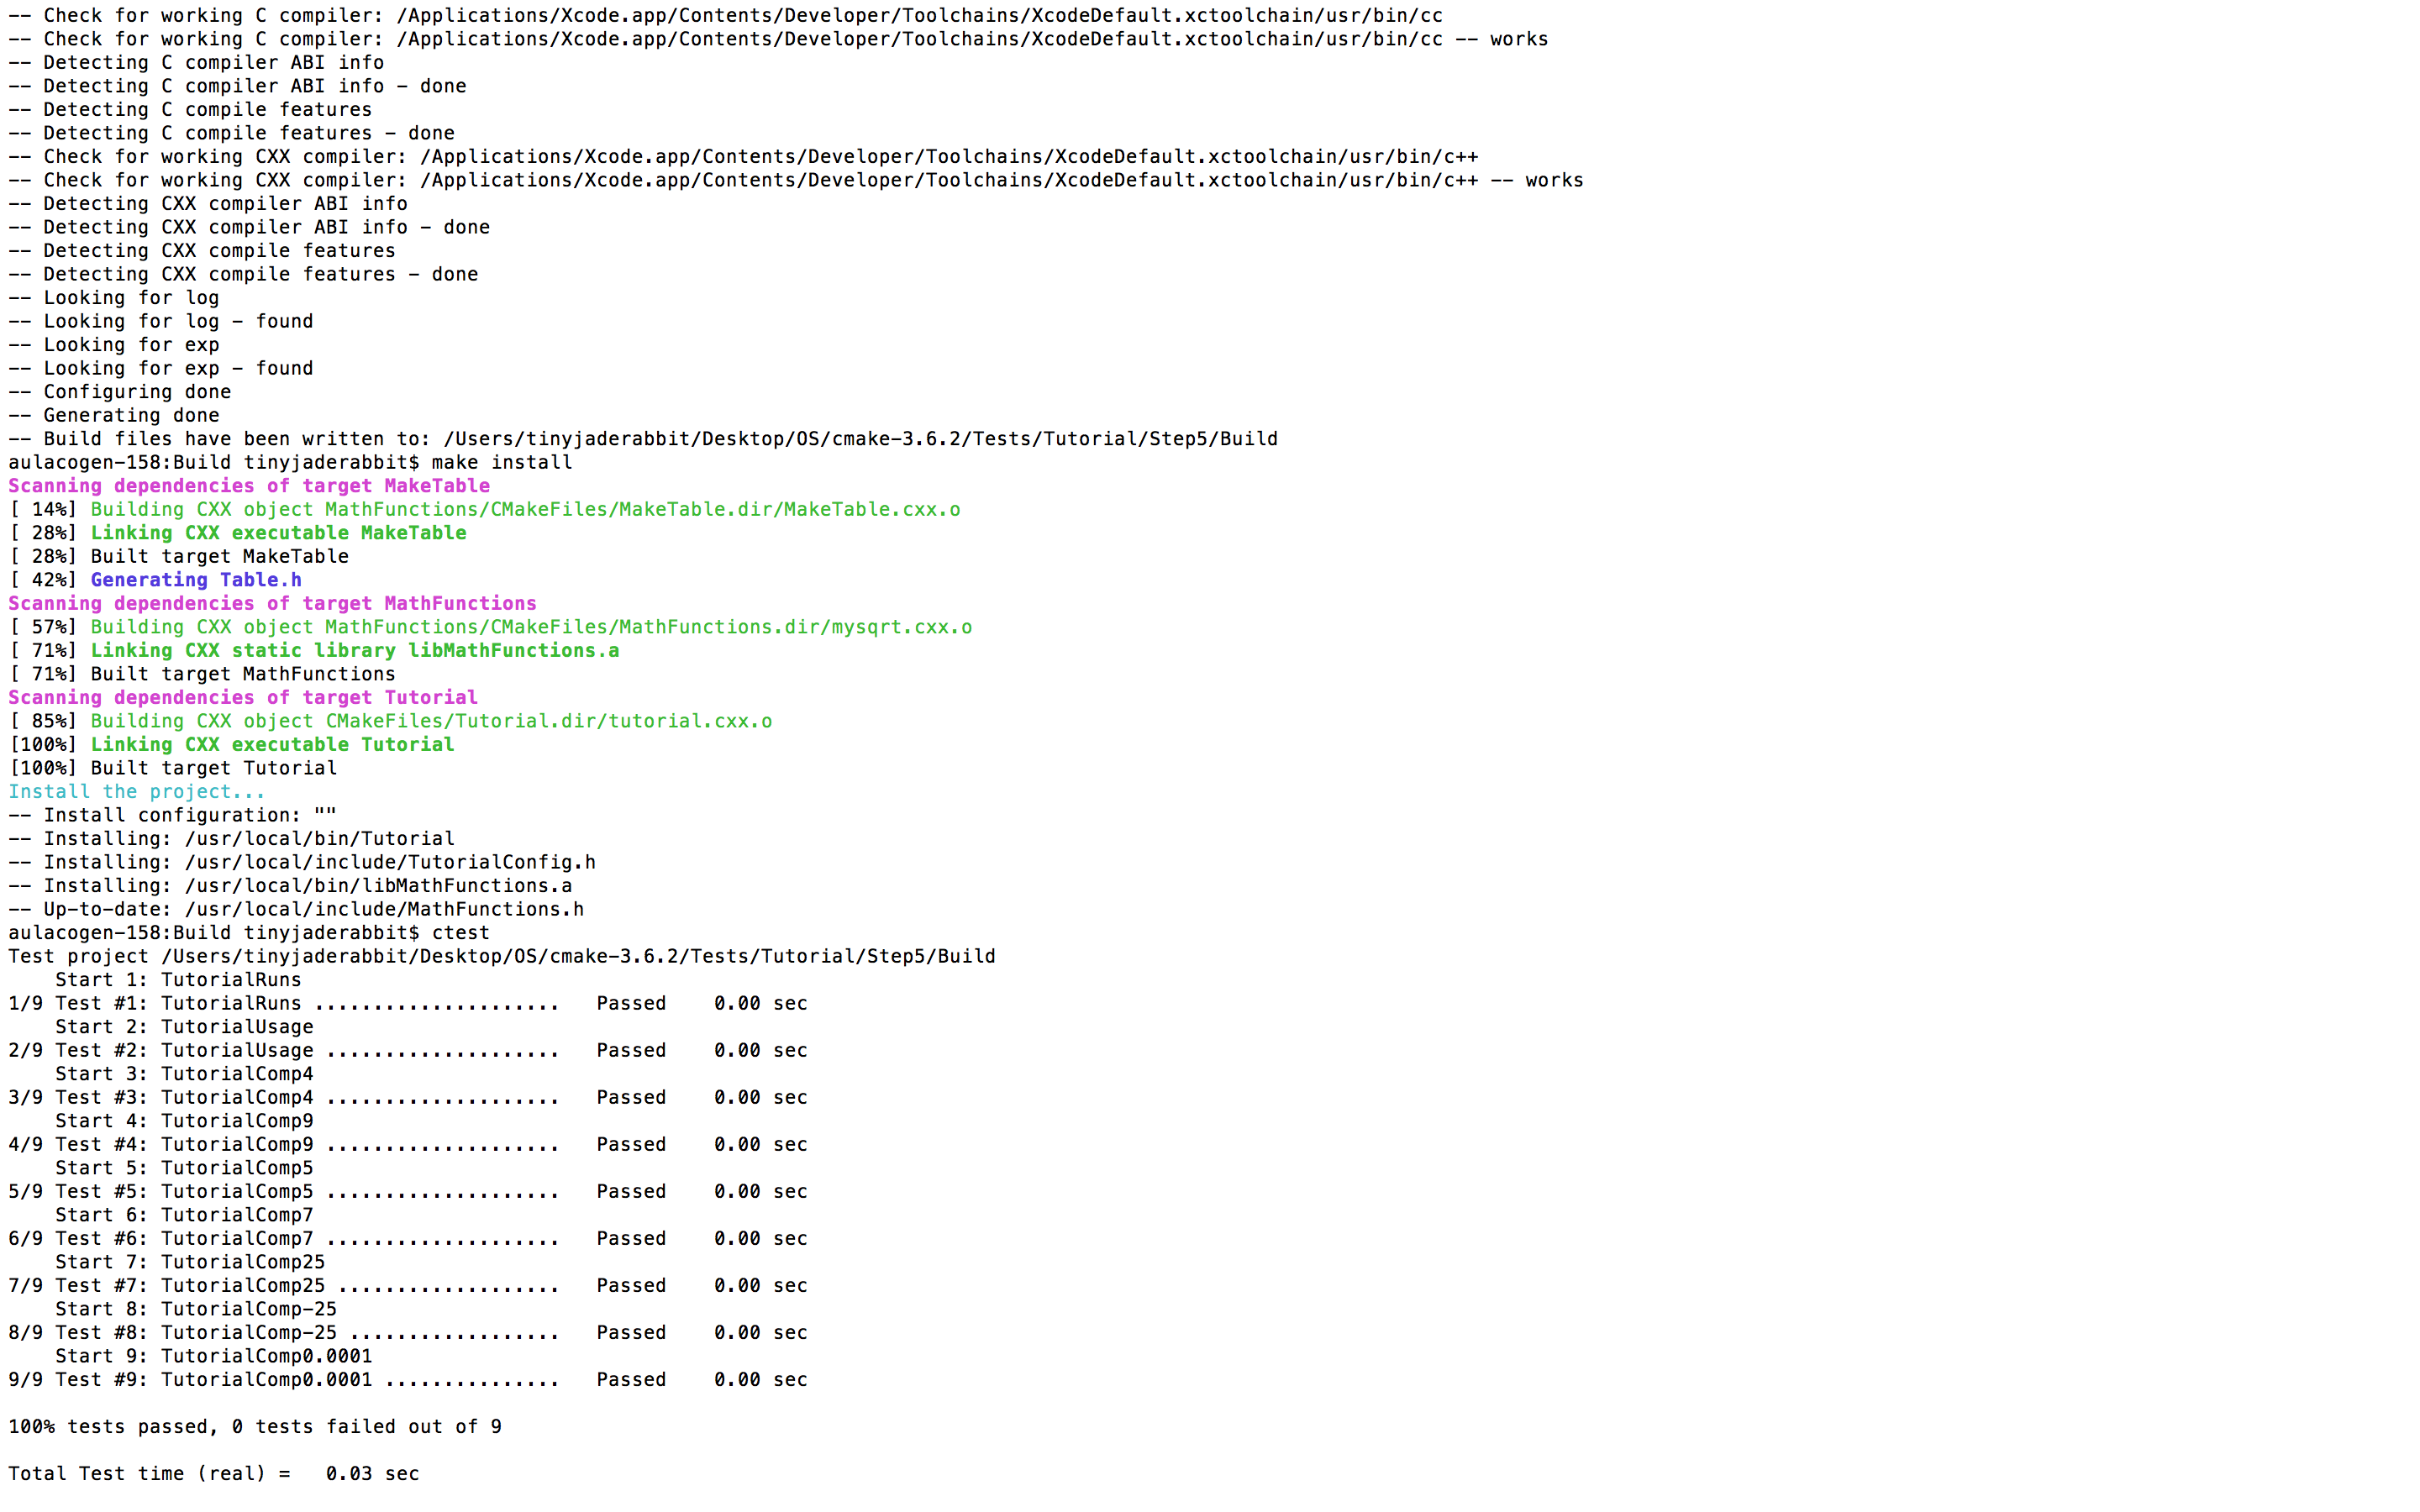 -- Check for working C compiler: /Applications/Xcode.app/Contents/Developer/Toolchains/XcodeDefault.xctoolchain/usr/bin/cc
-- Check for working C compiler: /Applications/Xcode.app/Contents/Developer/Toolchains/XcodeDefault.xctoolchain/usr/bin/cc -- works
-- Detecting C compiler ABI info
-- Detecting C compiler ABI info - done
-- Detecting C compile features
-- Detecting C compile features - done
-- Check for working CXX compiler: /Applications/Xcode.app/Contents/Developer/Toolchains/XcodeDefault.xctoolchain/usr/bin/c++
-- Check for working CXX compiler: /Applications/Xcode.app/Contents/Developer/Toolchains/XcodeDefault.xctoolchain/usr/bin/c++ -- works
-- Detecting CXX compiler ABI info
-- Detecting CXX compiler ABI info - done
-- Detecting CXX compile features
-- Detecting CXX compile features - done
-- Looking for log
-- Looking for log - found
-- Looking for exp
-- Looking for exp - found
-- Configuring done
-- Generating done
-- Build files have been written to: /Users/tinyjaderabbit/Desktop/OS/cmake-3.6.2/Tests/Tutorial/Step5/Build
aulacogen-158:Build tinyjaderabbit$ make install
Scanning dependencies of target MakeTable
[ 14%] Building CXX object MathFunctions/CMakeFiles/MakeTable.dir/MakeTable.cxx.o
[ 28%] Linking CXX executable MakeTable
[ 28%] Built target MakeTable
[ 42%] Generating Table.h
Scanning dependencies of target MathFunctions
[ 57%] Building CXX object MathFunctions/CMakeFiles/MathFunctions.dir/mysqrt.cxx.o
[ 71%] Linking CXX static library libMathFunctions.a
[ 71%] Built target MathFunctions
Scanning dependencies of target Tutorial
[ 85%] Building CXX object CMakeFiles/Tutorial.dir/tutorial.cxx.o
[100%] Linking CXX executable Tutorial
[100%] Built target Tutorial
Install the project...
-- Install configuration: ""
-- Installing: /usr/local/bin/Tutorial
-- Installing: /usr/local/include/TutorialConfig.h
-- Installing: /usr/local/bin/libMathFunctions.a
-- Up-to-date: /usr/local/include/MathFunctions.h
aulacogen-158:Build tinyjaderabbit$ ctest
Test project /Users/tinyjaderabbit/Desktop/OS/cmake-3.6.2/Tests/Tutorial/Step5/Build
    Start 1: TutorialRuns
1/9 Test #1: TutorialRuns .....................   Passed    0.00 sec
    Start 2: TutorialUsage
2/9 Test #2: TutorialUsage ....................   Passed    0.00 sec
    Start 3: TutorialComp4
3/9 Test #3: TutorialComp4 ....................   Passed    0.00 sec
    Start 4: TutorialComp9
4/9 Test #4: TutorialComp9 ....................   Passed    0.00 sec
    Start 5: TutorialComp5
5/9 Test #5: TutorialComp5 ....................   Passed    0.00 sec
    Start 6: TutorialComp7
6/9 Test #6: TutorialComp7 ....................   Passed    0.00 sec
    Start 7: TutorialComp25
7/9 Test #7: TutorialComp25 ...................   Passed    0.00 sec
    Start 8: TutorialComp-25
8/9 Test #8: TutorialComp-25 ..................   Passed    0.00 sec
    Start 9: TutorialComp0.0001
9/9 Test #9: TutorialComp0.0001 ...............   Passed    0.00 sec

100% tests passed, 0 tests failed out of 9

Total Test time (real) =   0.03 sec